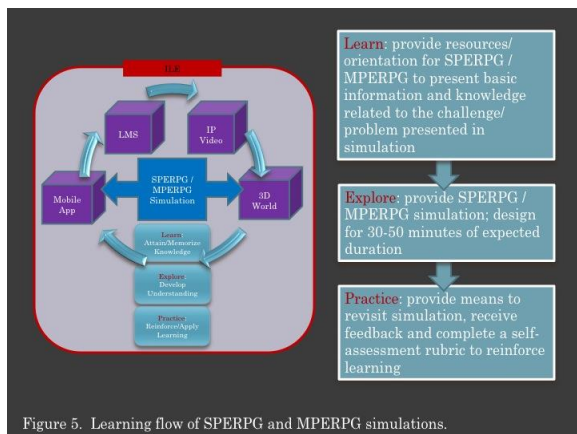 ILE
LMS
IP
Video
Mobile
App
SPERPG /
MPERPG
Simulation
3D
World
Learn:
Attain/Memorize
Knowledge
Explore:
Develop
Understanding
Practice:
Reinforce/Apply
Learning
Learn: provide resources/
orientation for SPERPG /
MPERPG to present basic
information and knowledge
related to the challenge/
problem presented in
simulation
Explore: provide SPERPG /
MPERPG simulation; design
for 30-50 minutes of expected
duration
Practice: provide means to
revisit simulation, receive
feedback and complete a self-
assessment rubric to reinforce
learning
Figure 5. Learning flow of SPERPG and MPERPG simulations.